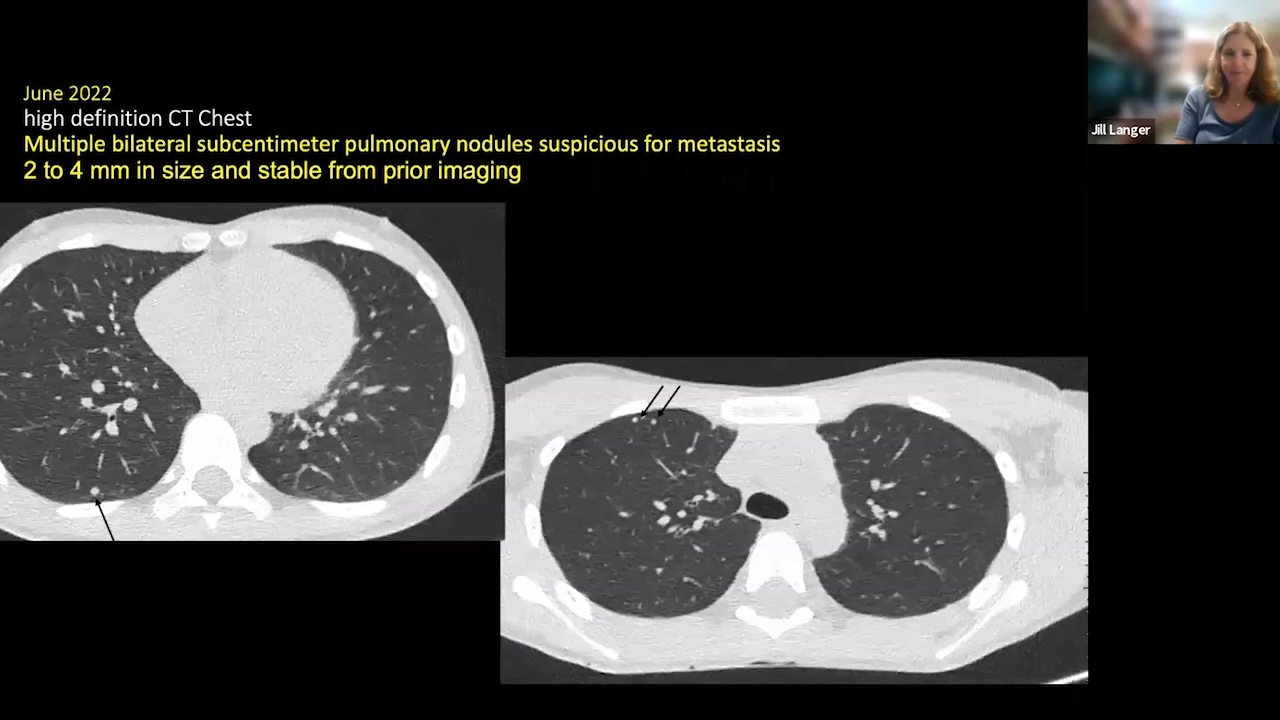 June 2022
high definition CT Chest
Multiple bilateral subcentimeter pulmonary nodules suspicious for metastasis
2 to 4 mm in size and stable from prior imaging
Jill Langer